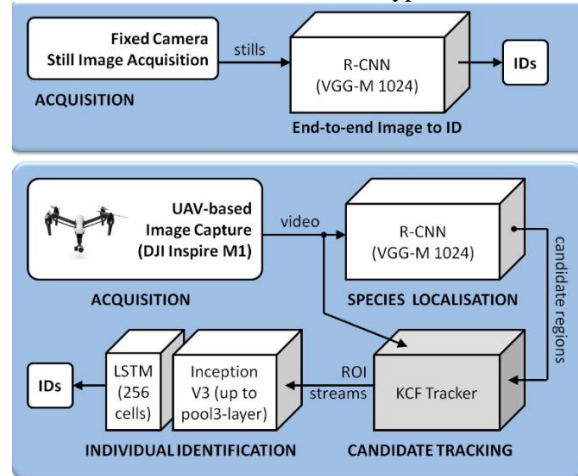 Fixed Camera
Still Image Acquisition
stills
R-CNN
(VGG-M 1024)
IDs
ACQUISITION
End-to-end Image to ID
UAV-based
Image Capture
(DJI Inspire M1)
video
R-CNN
(VGG-M 1024)
candidate
regions
ACQUISITION
SPECIES LOCALISATION
IDs
LSTM
(256
cells)
Inception
V3 (up to
pool3-layer)
ROI
streams
KCF Tracker
INDIVIDUAL IDENTIFICATION
CANDIDATE TRACKING